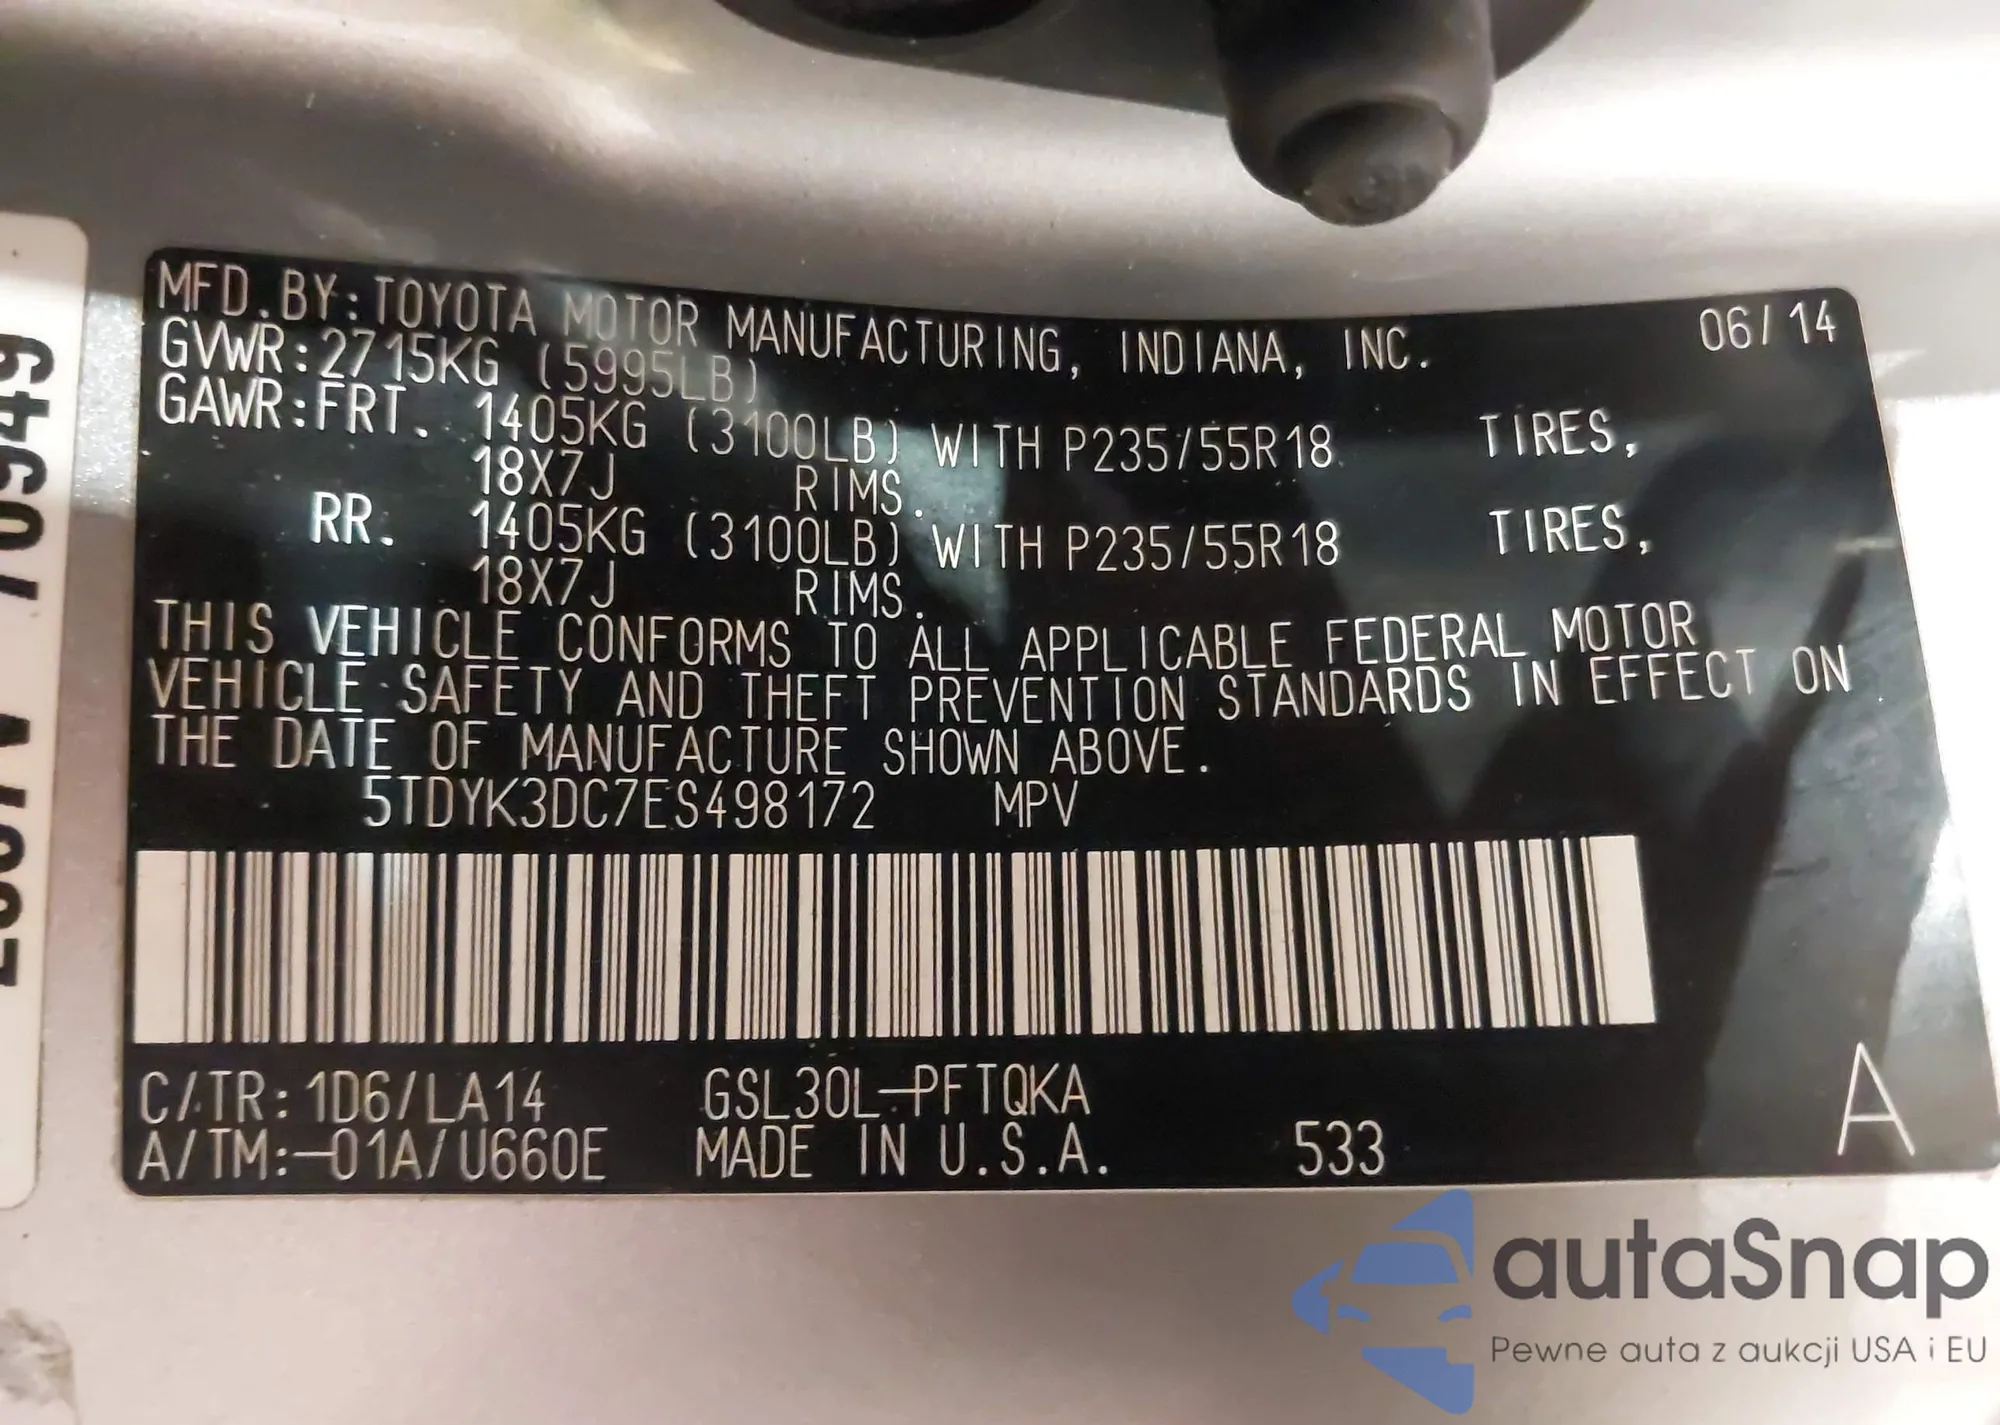 MFD.BY:TOYOTA MOTOR MANUFACTURING, INDIANA, INC. 06/14
GVWR:2715KG (5995LB)
GAWR:FRT. 1405KG (3100LB) WITH P235/55R18 TIRES,
18X7J RIMS.
RR. 1405KG (3100LB) WITH P235/55R18 TIRES,
18X7J RIMS.
THIS VEHICLE CONFORMS TO ALL APPLICABLE FEDERAL MOTOR
VEHICLE SAFETY AND THEFT PREVENTION STANDARDS IN EFFECT ON
THE DATE OF MANUFACTURE SHOWN ABOVE.
5TDYK3DC7ES498172 MPV
C/TR:1D6/LA14 GSL30L-PFTQKA
A/TM:-01A/U660E MADE IN U.S.A. 533 A
70949
autaSnap
Pewne auta z aukcji USA i EU